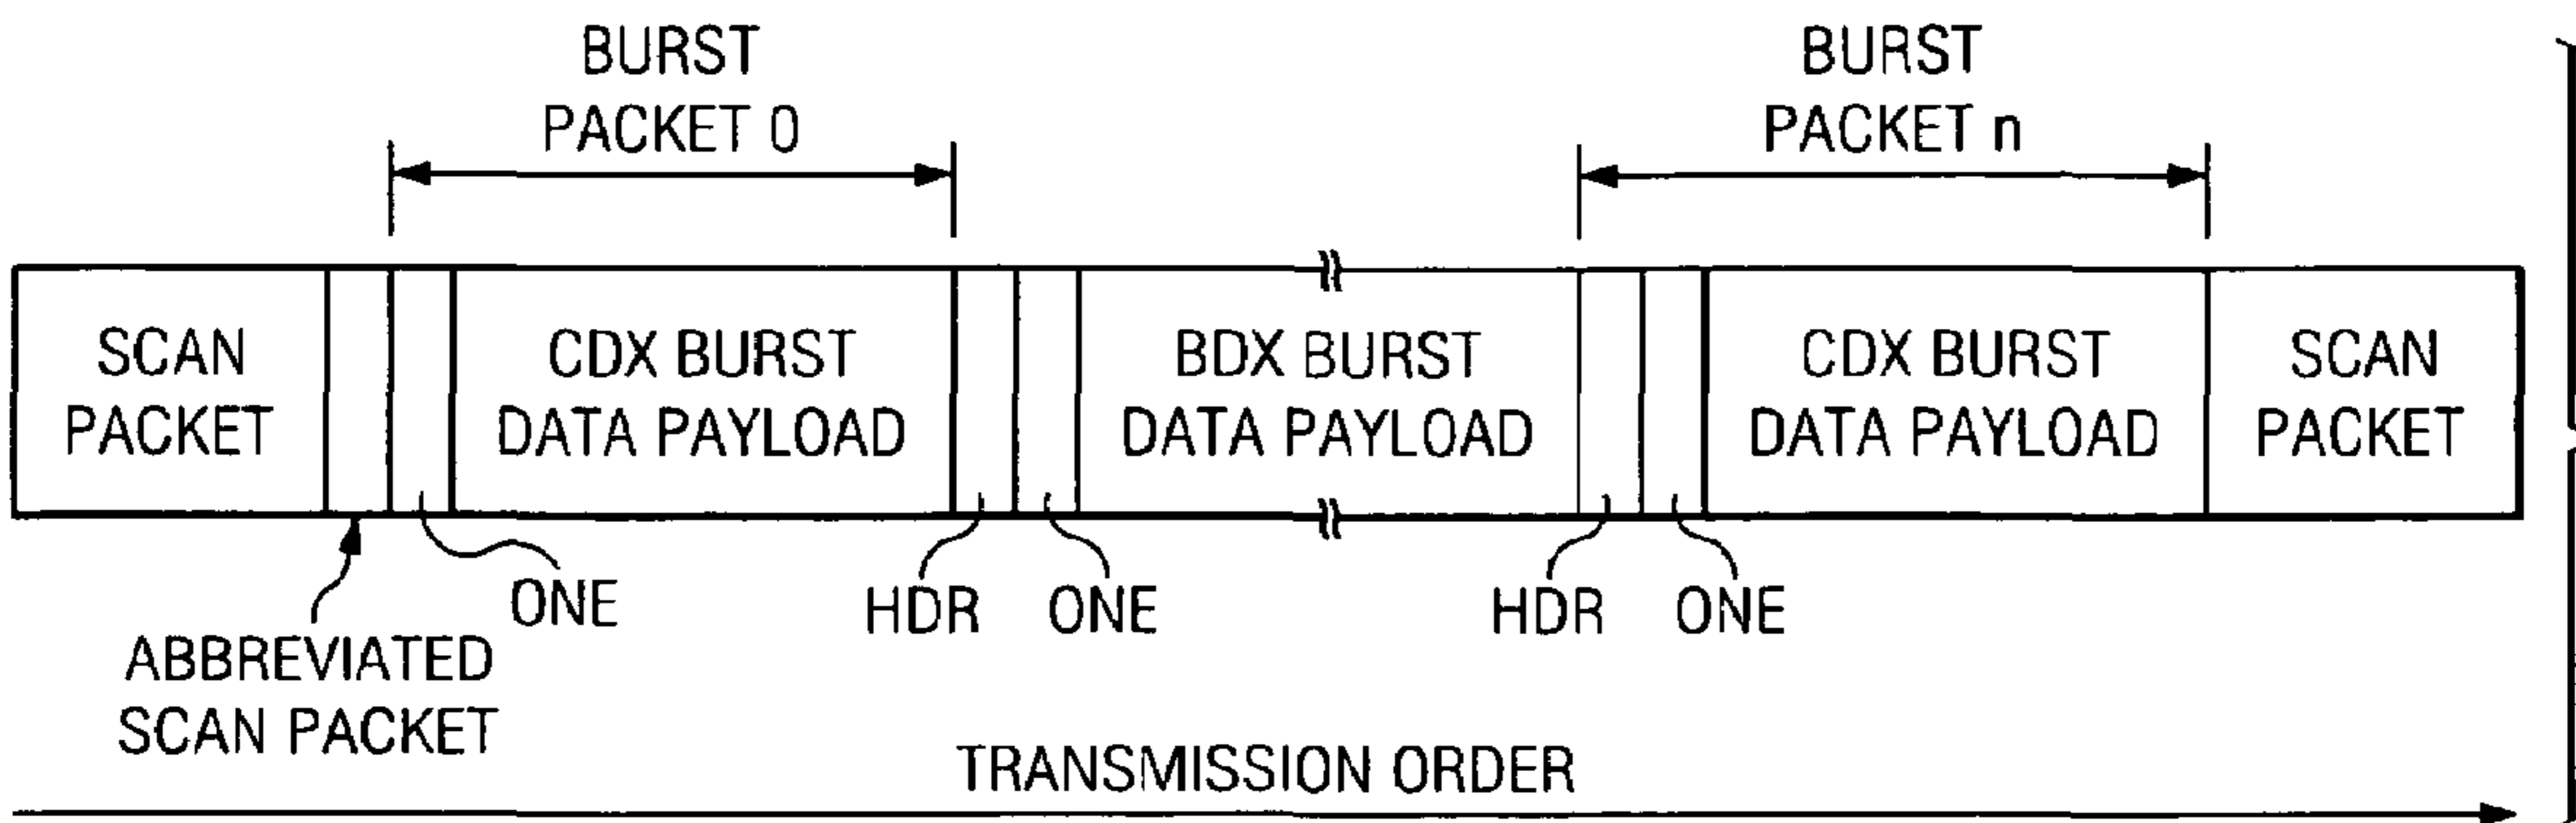 BURST
PACKET 0
BURST
PACKET n
SCAN
PACKET
CDX BURST
DATA PAYLOAD
BDX BURST
DATA PAYLOAD
CDX BURST
DATA PAYLOAD
SCAN
PACKET
ONE
HDR
ONE
HDR
ONE
ABBREVIATED
SCAN PACKET
TRANSMISSION ORDER